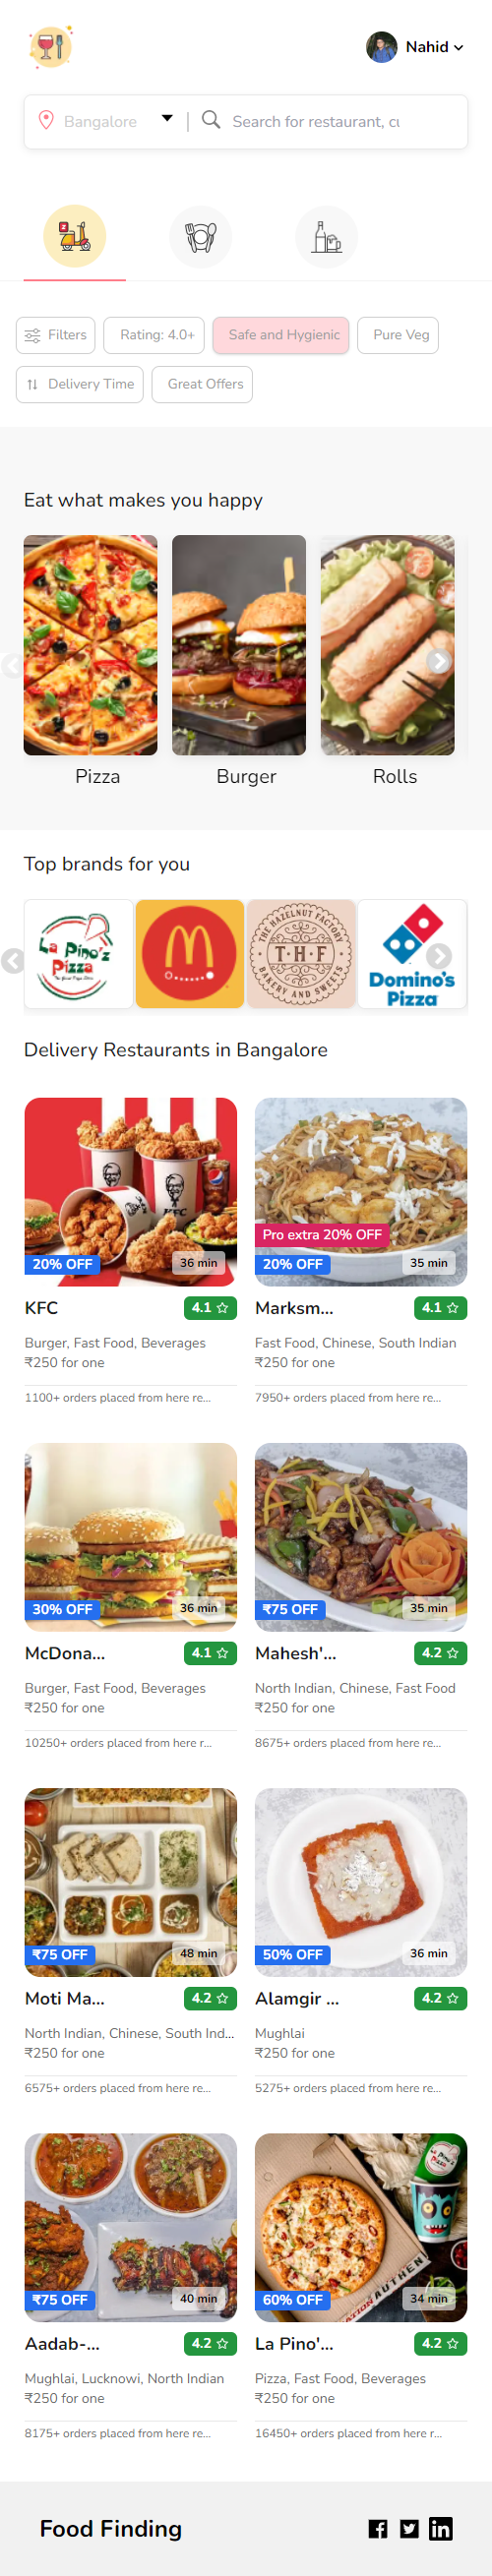 Nahid
Bangalore
Search for restaurant, cu
Filters
Rating: 4.0+
Safe and Hygienic
Pure Veg
Delivery Time
Great Offers
Eat what makes you happy
Pizza
Burger
Rolls
Top brands for you
La Pino'z
Pizza
THE HAZELNUT FACTORY
T·H·F
BAKERY AND SWEETS
Domino's
Pizza
Delivery Restaurants in Bangalore
KFC
pepsi
20% OFF
36 min
Pro extra 20% OFF
20% OFF
35 min
KFC
4.1
Marksm...
4.1
Burger, Fast Food, Beverages
₹250 for one
1100+ orders placed from here re...
Fast Food, Chinese, South Indian
₹250 for one
7950+ orders placed from here re...
30% OFF
36 min
₹75 OFF
35 min
McDona...
4.1
Mahesh'...
4.2
Burger, Fast Food, Beverages
₹250 for one
10250+ orders placed from here r...
North Indian, Chinese, Fast Food
₹250 for one
8675+ orders placed from here re...
₹75 OFF
48 min
50% OFF
36 min
Moti Ma...
4.2
Alamgir ...
4.2
North Indian, Chinese, South Ind...
₹250 for one
6575+ orders placed from here re...
Mughlai
₹250 for one
5275+ orders placed from here re...
₹75 OFF
40 min
La Pino'z
Pizza
60% OFF
34 min
Aadab-...
4.2
La Pino'...
4.2
Mughlai, Lucknowi, North Indian
₹250 for one
8175+ orders placed from here re...
Pizza, Fast Food, Beverages
₹250 for one
16450+ orders placed from here r...
Food Finding